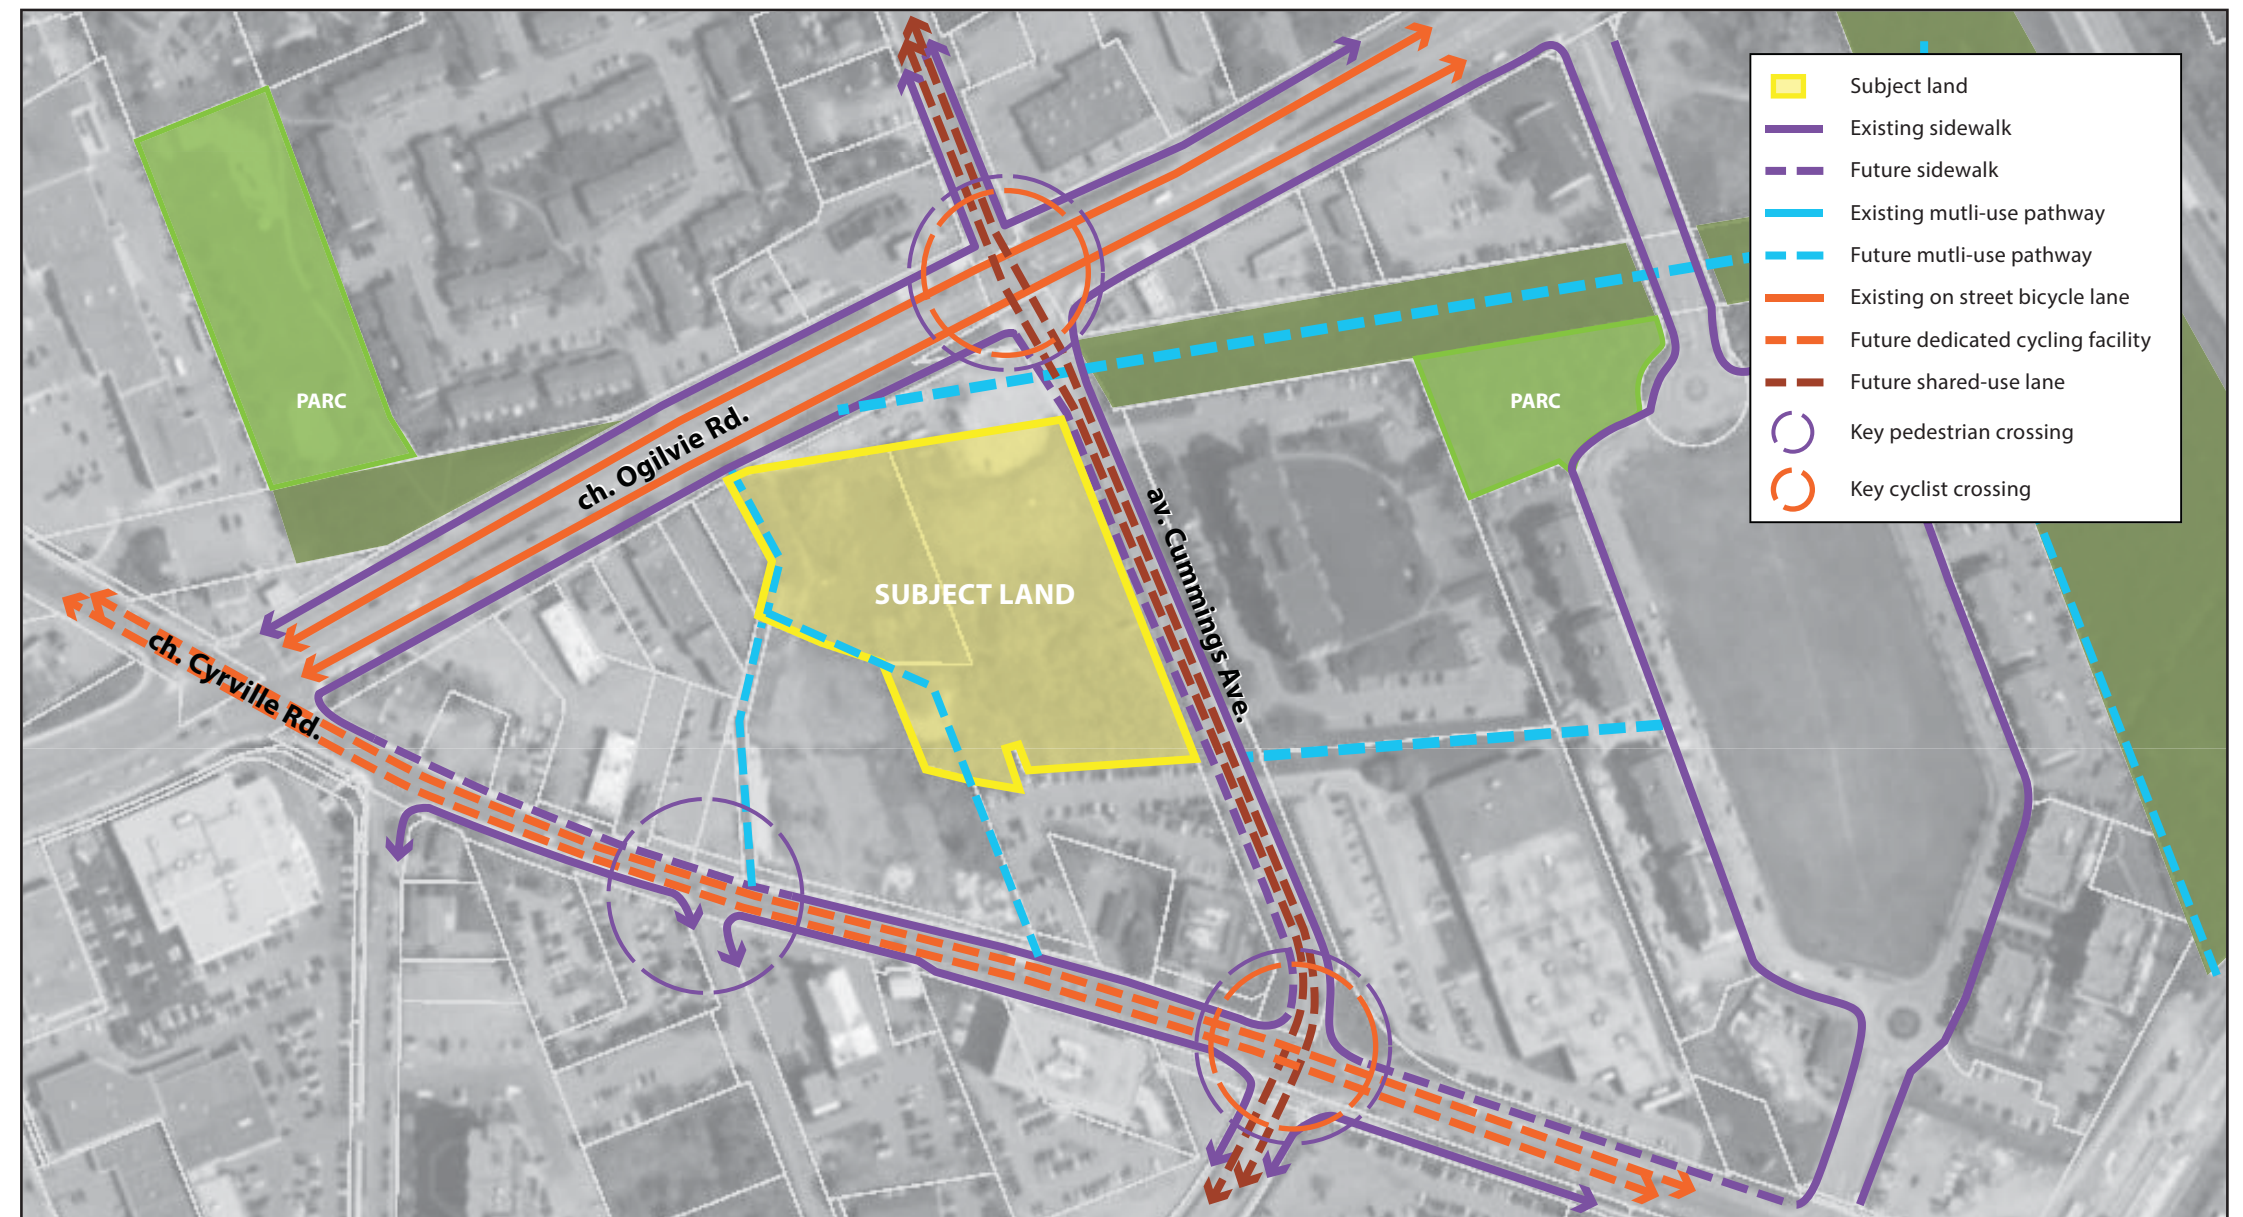 PARC
ch. Ogilvie Rd.
PARC
SUBJECT LAND
av. Cummings Ave.
ch. Cyrville Rd.
Subject land
Existing sidewalk
Future sidewalk
Existing mutli-use pathway
Future mutli-use pathway
Existing on street bicycle lane
Future dedicated cycling facility
Future shared-use lane
Key pedestrian crossing
Key cyclist crossing